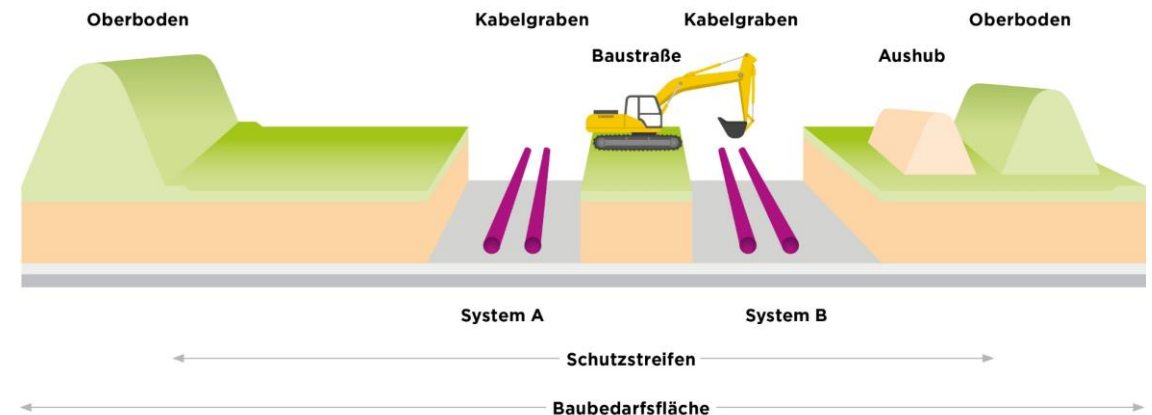 Oberboden
Kabelgraben
Kabelgraben
Oberboden
Baustraße
Aushub
System A
System B
Schutzstreifen
Baubedarfsfläche